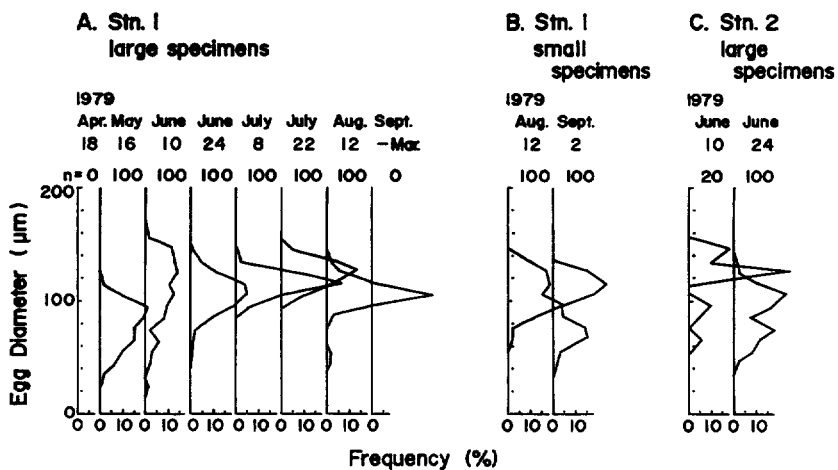 A. Stn. 1 B. Stn. 1 C. Stn. 2
large specimens small large
specimens specimens
1979 1979 1979
Apr. May June June July July Aug. Sept. Aug. Sept. June June
18 16 10 24 8 22 12 –Mar. 12 2 10 24
n= 0 100 100 100 100 100 100 0 100 100 20 100
200
100
0
Egg Diameter (μm)
0 0 10 0 10 0 10 0 10 0 10 0 10 0 0 10 0 10 0 10 0 10
Frequency (%)